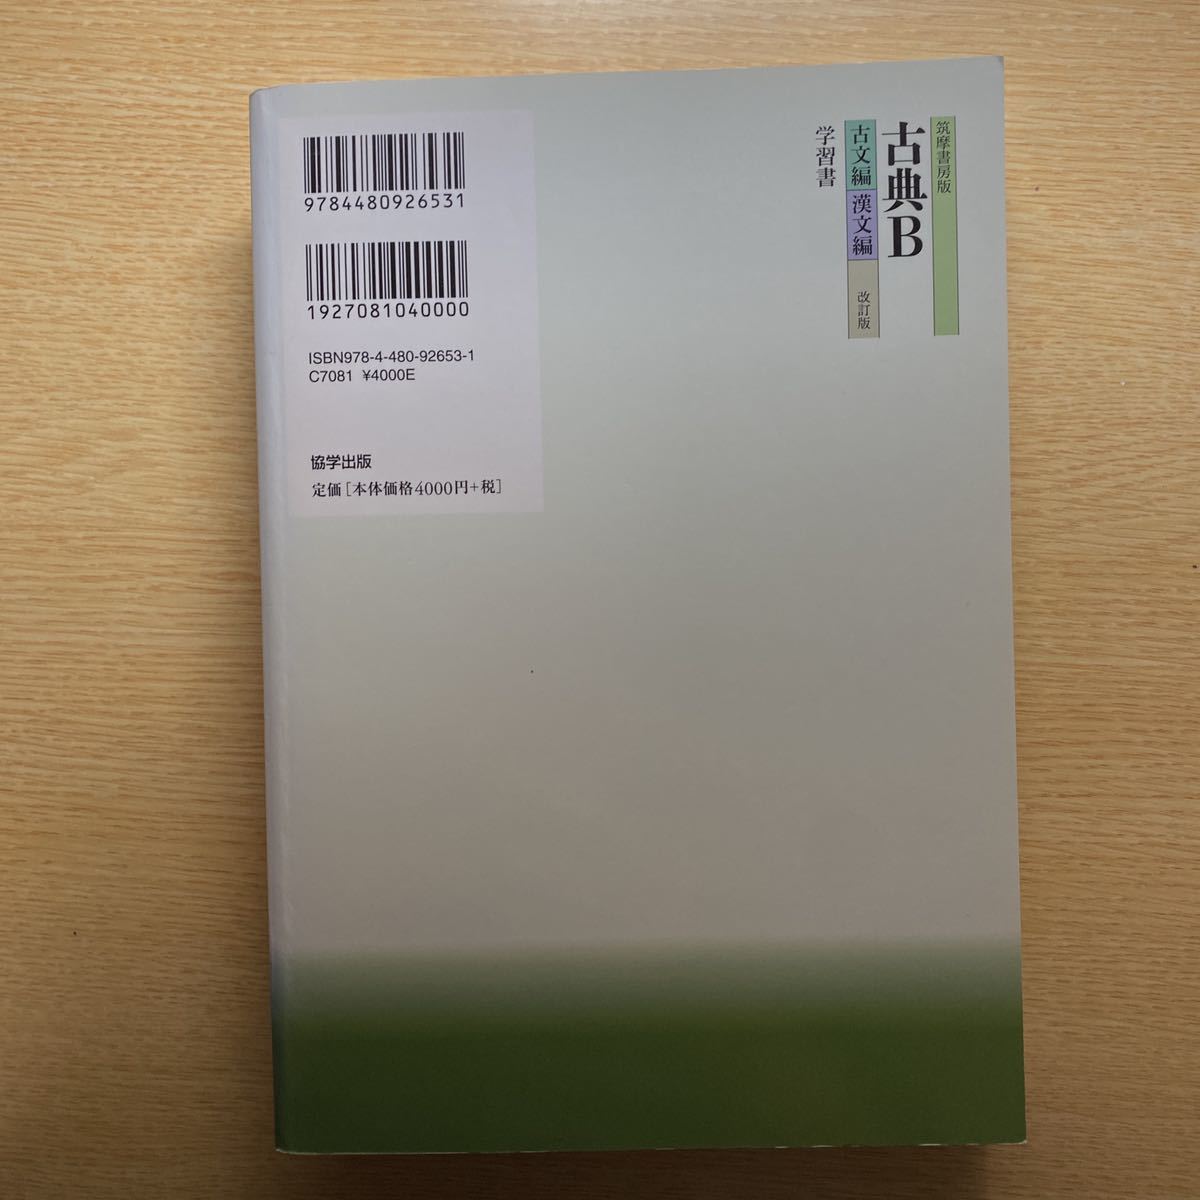 筑摩書房版
古典B
古文編 漢文編 改訂版
学習書
9784480926531
1927081040000
ISBN978-4-480-92653-1
C7081 ¥4000E
協学出版
定価[本体価格4000円+税]